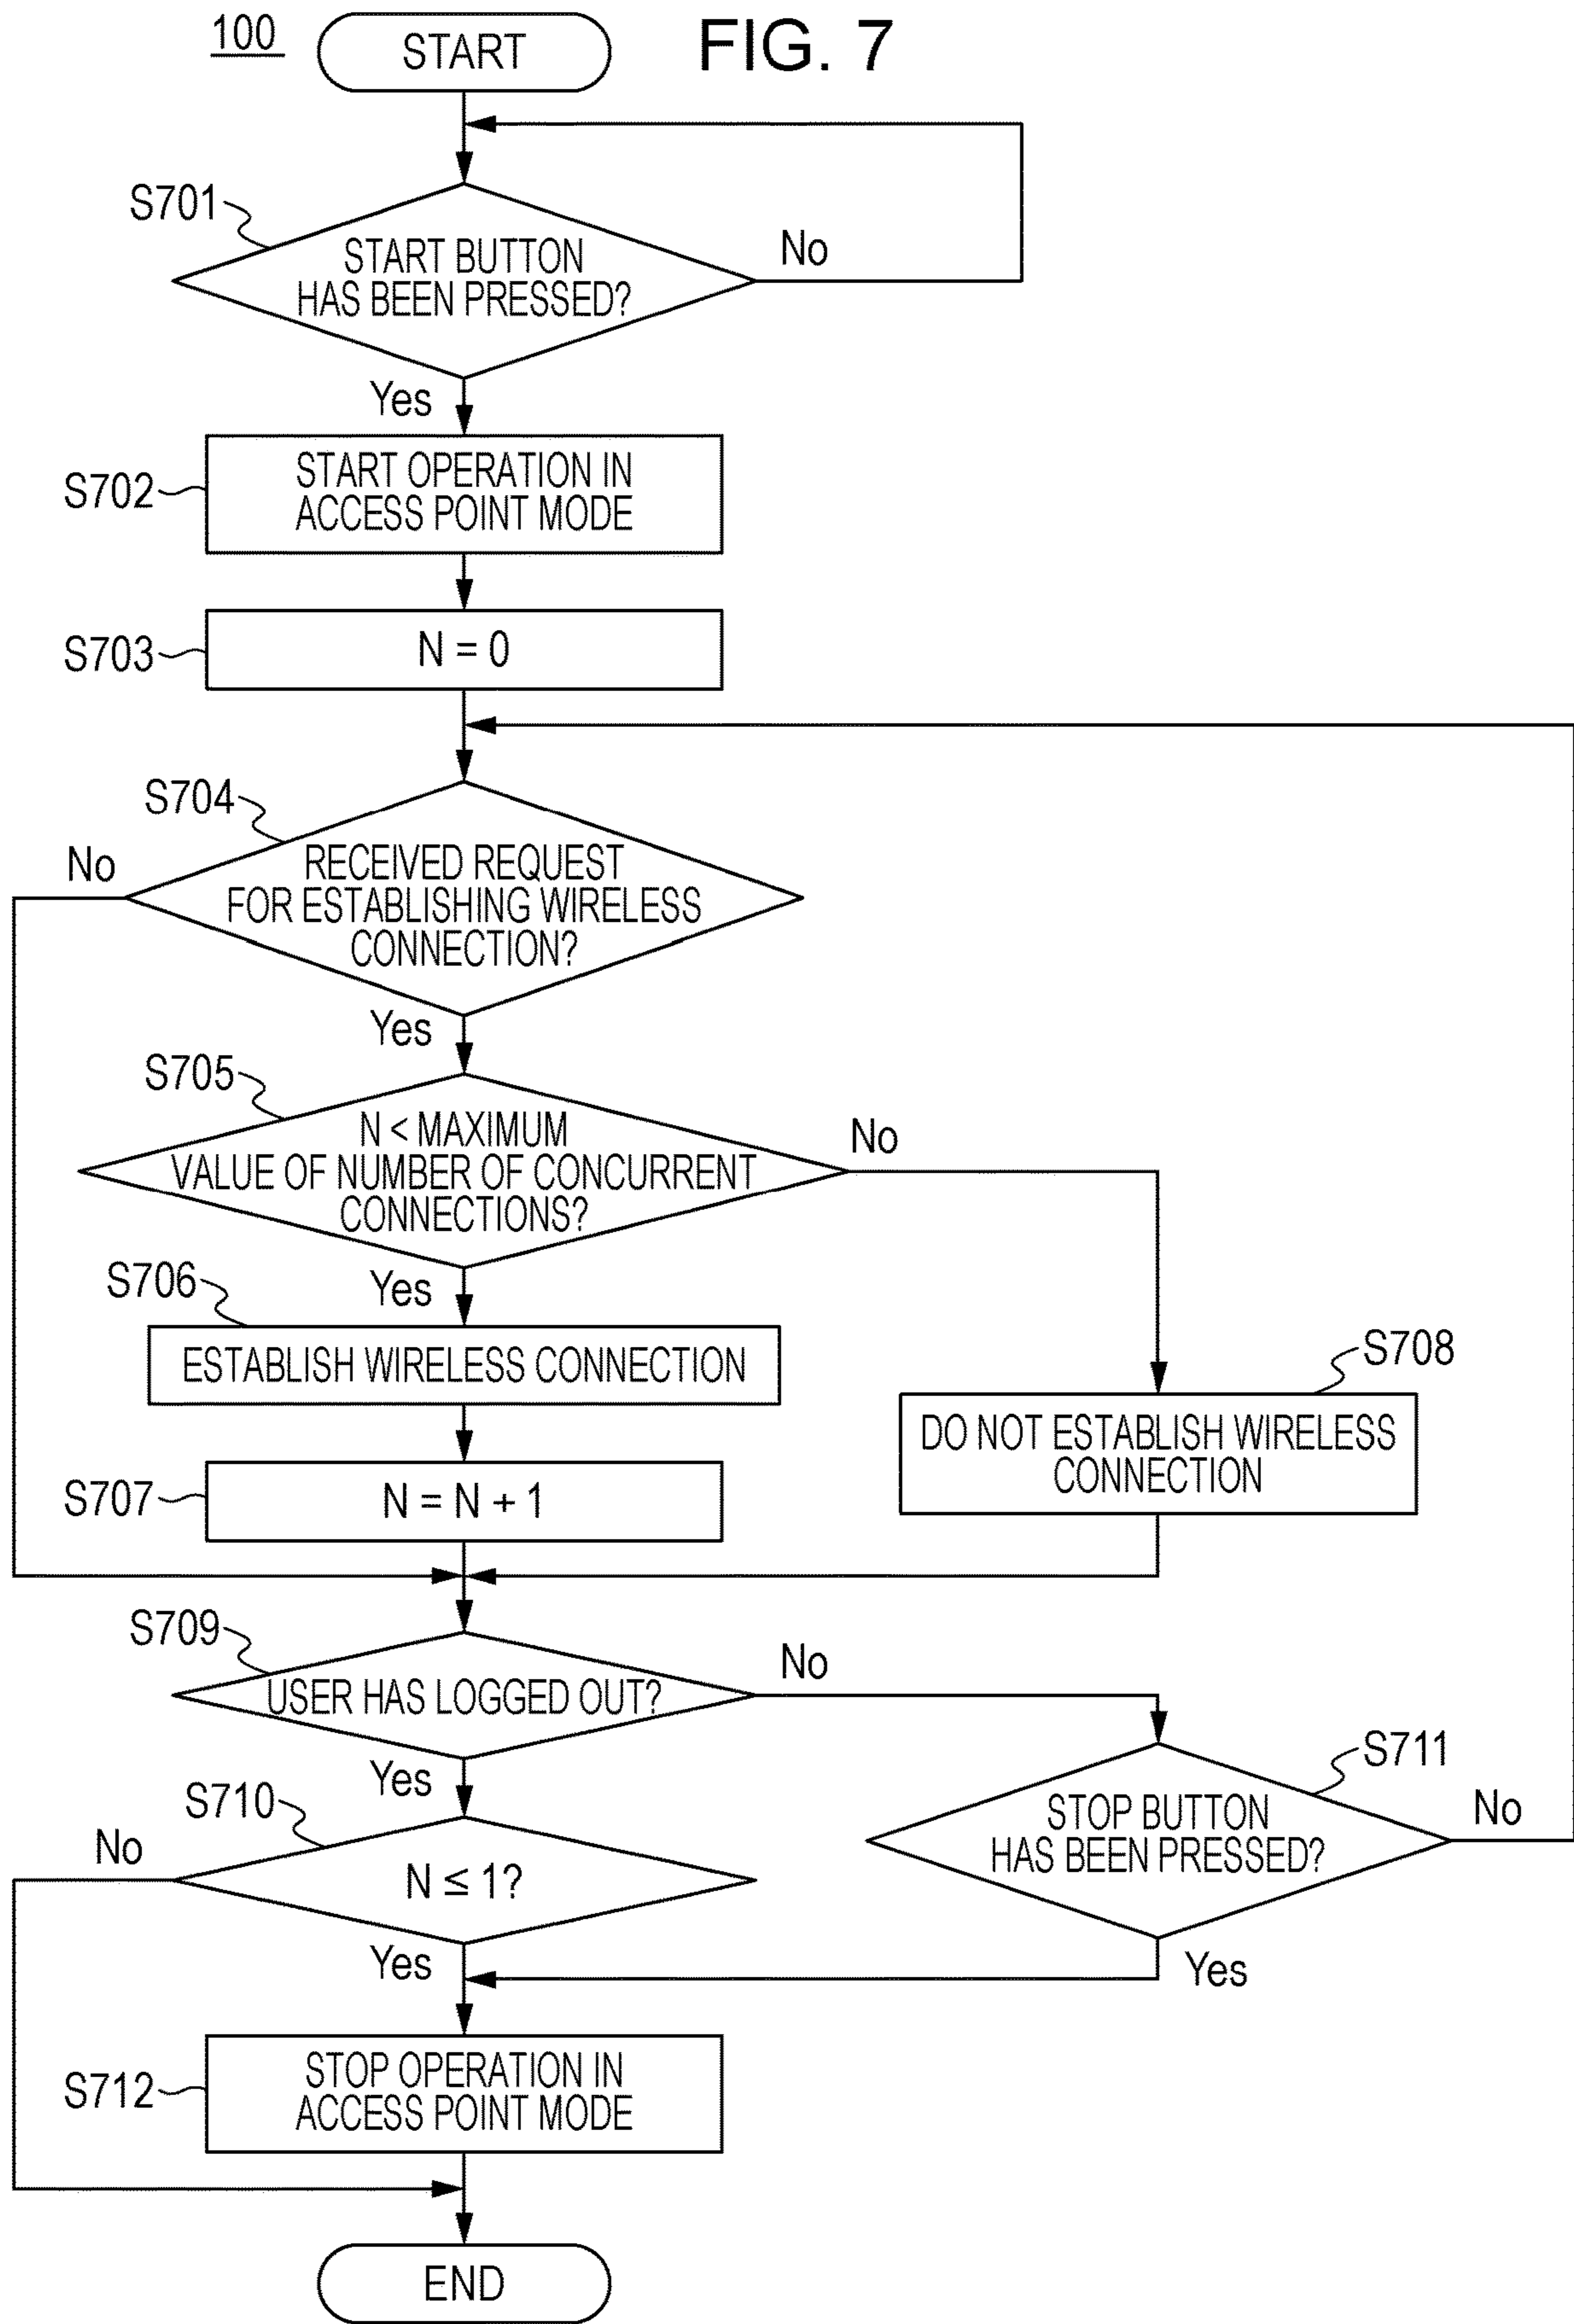 100
START
FIG. 7
S701
START BUTTON
HAS BEEN PRESSED?
No
Yes
S702
START OPERATION IN
ACCESS POINT MODE
S703
N = 0
S704
No
RECEIVED REQUEST
FOR ESTABLISHING WIRELESS
CONNECTION?
Yes
S705
N < MAXIMUM
VALUE OF NUMBER OF CONCURRENT
CONNECTIONS?
No
Yes
S706
ESTABLISH WIRELESS CONNECTION
S708
DO NOT ESTABLISH WIRELESS
CONNECTION
S707
N = N + 1
S709
USER HAS LOGGED OUT?
No
Yes
S711
STOP BUTTON
HAS BEEN PRESSED?
No
Yes
S710
No
N ≤ 1?
Yes
S712
STOP OPERATION IN
ACCESS POINT MODE
END